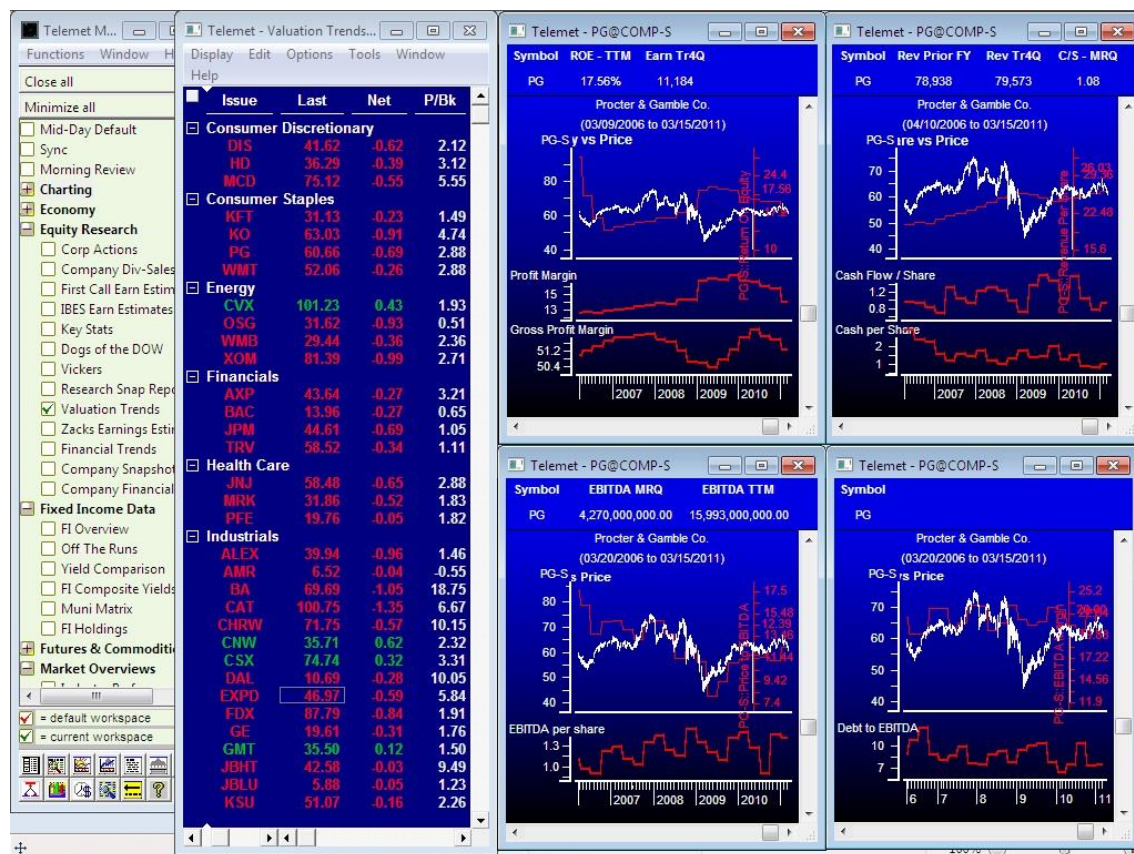 Telemet M...
Functions Window H
Close all
Minimize all
Mid-Day Default
Sync
Morning Review
Charting
Economy
Equity Research
Corp Actions
Company Div-Sales
First Call Earn Estim
IBES Earn Estimates
Key Stats
Dogs of the DOW
Vickers
Research Snap Repo
Valuation Trends
Zacks Earnings Estir
Financial Trends
Company Snapshot
Company Financial
Fixed Income Data
FI Overview
Off The Runs
Yield Comparison
FI Composite Yields
Muni Matrix
FI Holdings
Futures & Commoditi
Market Overviews
= default workspace
= current workspace
Telemet - Valuation Trends...
Display Edit Options Tools Window
Help
Issue Last Net P/Bk
Consumer Discretionary
DIS 41.62 -0.62 2.12
HD 36.29 -0.39 3.12
MCD 75.12 -0.55 5.55
Consumer Staples
KFT 31.13 -0.23 1.49
KO 63.03 -0.91 4.74
PG 60.66 -0.69 2.88
WMT 52.06 -0.26 2.88
Energy
CVX 101.23 0.43 1.93
OSG 31.62 -0.93 0.51
WMB 29.44 -0.36 2.36
XOM 81.39 -0.99 2.71
Financials
AXP 43.64 -0.27 3.21
BAC 13.96 -0.27 0.65
JPM 44.61 -0.69 1.05
TRV 58.52 -0.34 1.11
Health Care
JNJ 58.48 -0.65 2.88
MRK 31.86 -0.52 1.83
PFE 19.76 -0.05 1.82
Industrials
ALEX 39.94 -0.96 1.46
AMR 6.52 -0.04 -0.55
BA 69.69 -1.05 18.75
CAT 100.75 -1.35 6.67
CHRW 71.75 -0.57 10.15
CNW 35.71 0.62 2.32
CSX 74.74 0.32 3.31
DAL 10.69 -0.28 10.05
EXPD 46.97 -0.59 5.84
FDX 87.79 -0.84 1.91
GE 19.61 -0.31 1.76
GMT 35.50 0.12 1.50
JBHT 42.58 -0.03 9.49
JBLU 5.88 -0.05 1.23
KSU 51.07 -0.16 2.26
Telemet - PG@COMP-S
Symbol ROE - TTM Earn Tr4Q
PG 17.56% 11,184
Procter & Gamble Co.
(03/09/2006 to 03/15/2011)
PG-S y vs Price
80
60
40
24.4
17.56
10
Profit Margin
15
13
Gross Profit Margin
51.2
50.4
2007 2008 2009 2010
Telemet - PG@COMP-S
Symbol Rev Prior FY Rev Tr4Q C/S - MRQ
PG 78,938 79,573 1.08
Procter & Gamble Co.
(04/10/2006 to 03/15/2011)
PG-S re vs Price
70
60
50
40
22.48
15.6
PG-S::Revenue Per Share
Cash Flow / Share
1.2
0.8
Cash per Share
2
1
2007 2008 2009 2010
Telemet - PG@COMP-S
Symbol EBITDA MRQ EBITDA TTM
PG 4,270,000,000.00 15,993,000,000.00
Procter & Gamble Co.
(03/20/2006 to 03/15/2011)
PG-S s Price
80
70
60
50
40
17.5
15.48
9.42
7.4
EBITDA per share
1.3
1.0
2007 2008 2009 2010
Telemet - PG@COMP-S
Symbol
PG
Procter & Gamble Co.
(03/20/2006 to 03/15/2011)
PG-S rs Price
70
60
50
40
25.2
17.22
14.56
11.9
PG-S::EBITDA Margin
Debt to EBITDA
10
7
6 7 8 9 10 11